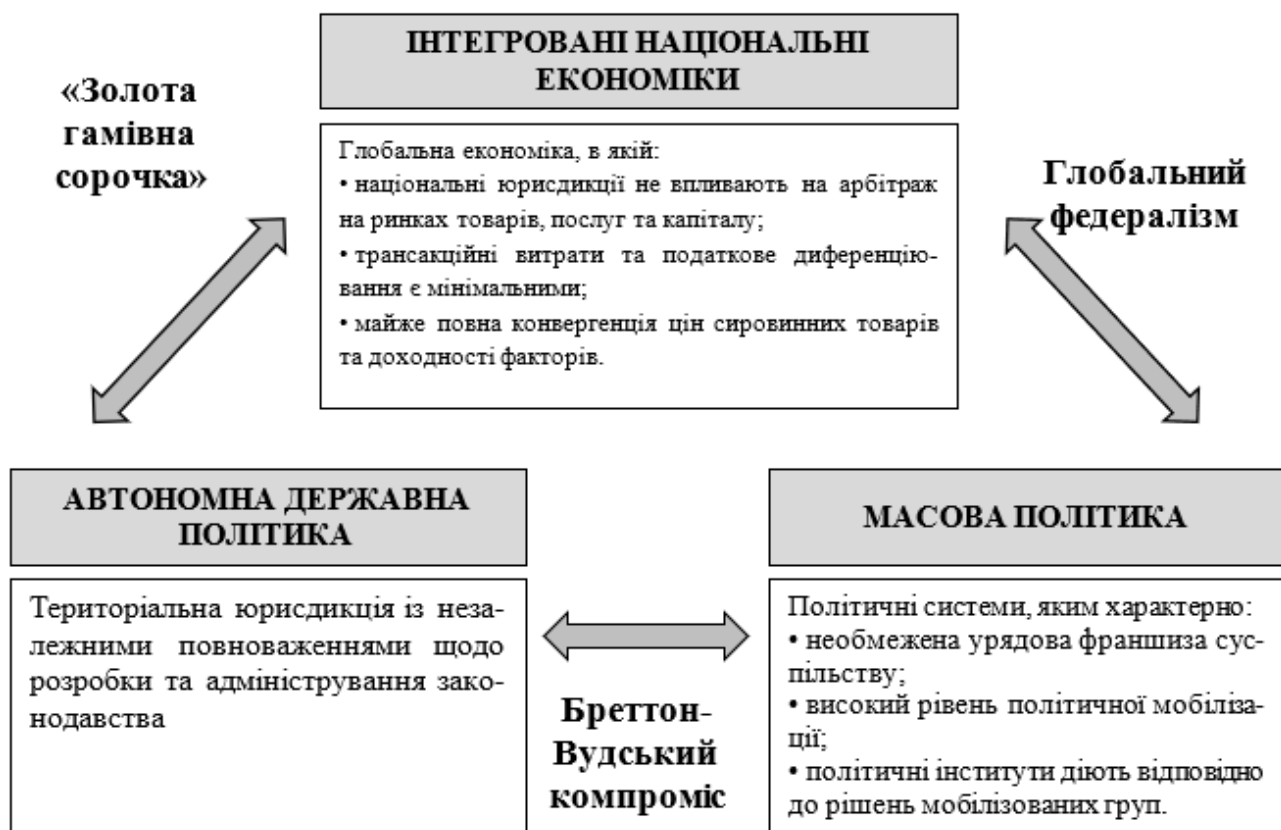 ІНТЕГРОВАНІ НАЦІОНАЛЬНІ
ЕКОНОМІКИ
«Золота
гамівна
сорочка»
Глобальна економіка, в якій:
• національні юрисдикції не впливають на арбітраж
на ринках товарів, послуг та капіталу;
• трансакційні витрати та податкове диференцію-
вання є мінімальними;
• майже повна конвергенція цін сировинних товарів
та доходності факторів.
Глобальний
федералізм
АВТОНОМНА ДЕРЖАВНА
ПОЛІТИКА
Територіальна юрисдикція із неза-
лежними повноваженнями щодо
розробки та адміністрування зако-
нодавства
Бреттон-
Вудський
компроміс
МАСОВА ПОЛІТИКА
Політичні системи, яким характерно:
• необмежена урядова франшиза сус-
пільству;
• високий рівень політичної мобіліза-
ції;
• політичні інститути діють відповідно
до рішень мобілізованих груп.